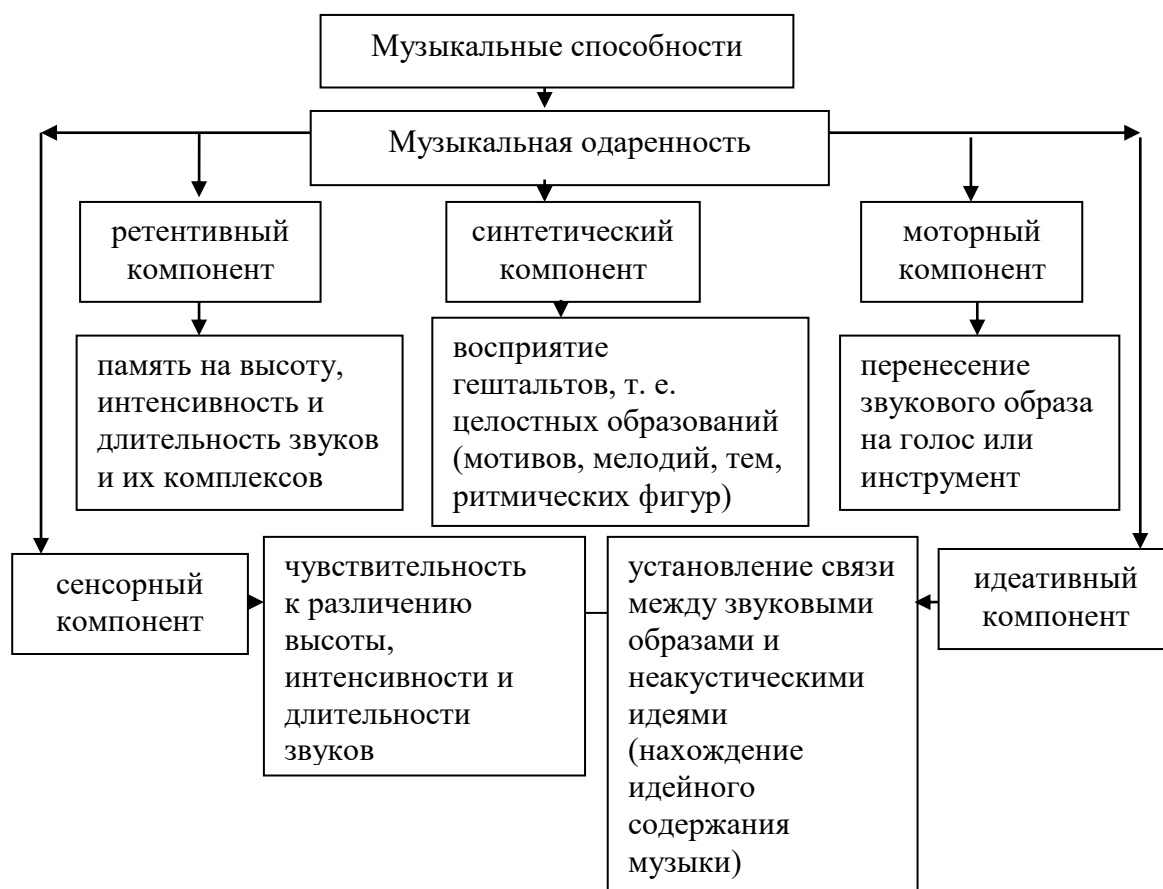 Музыкальные способности
Музыкальная одаренность
ретентивный
компонент
синтетический
компонент
моторный
компонент
память на высоту,
интенсивность и
длительность звуков
и их комплексов
восприятие
гештальтов, т. е.
целостных образований
(мотивов, мелодий, тем,
ритмических фигур)
перенесение
звукового образа
на голос или
инструмент
сенсорный
компонент
чувствительность
к различению
высоты,
интенсивности и
длительности
звуков
установление связи
между звуковыми
образами и
неакустическими
идеями
(нахождение
идейного
содержания
музыки)
идеативный
компонент